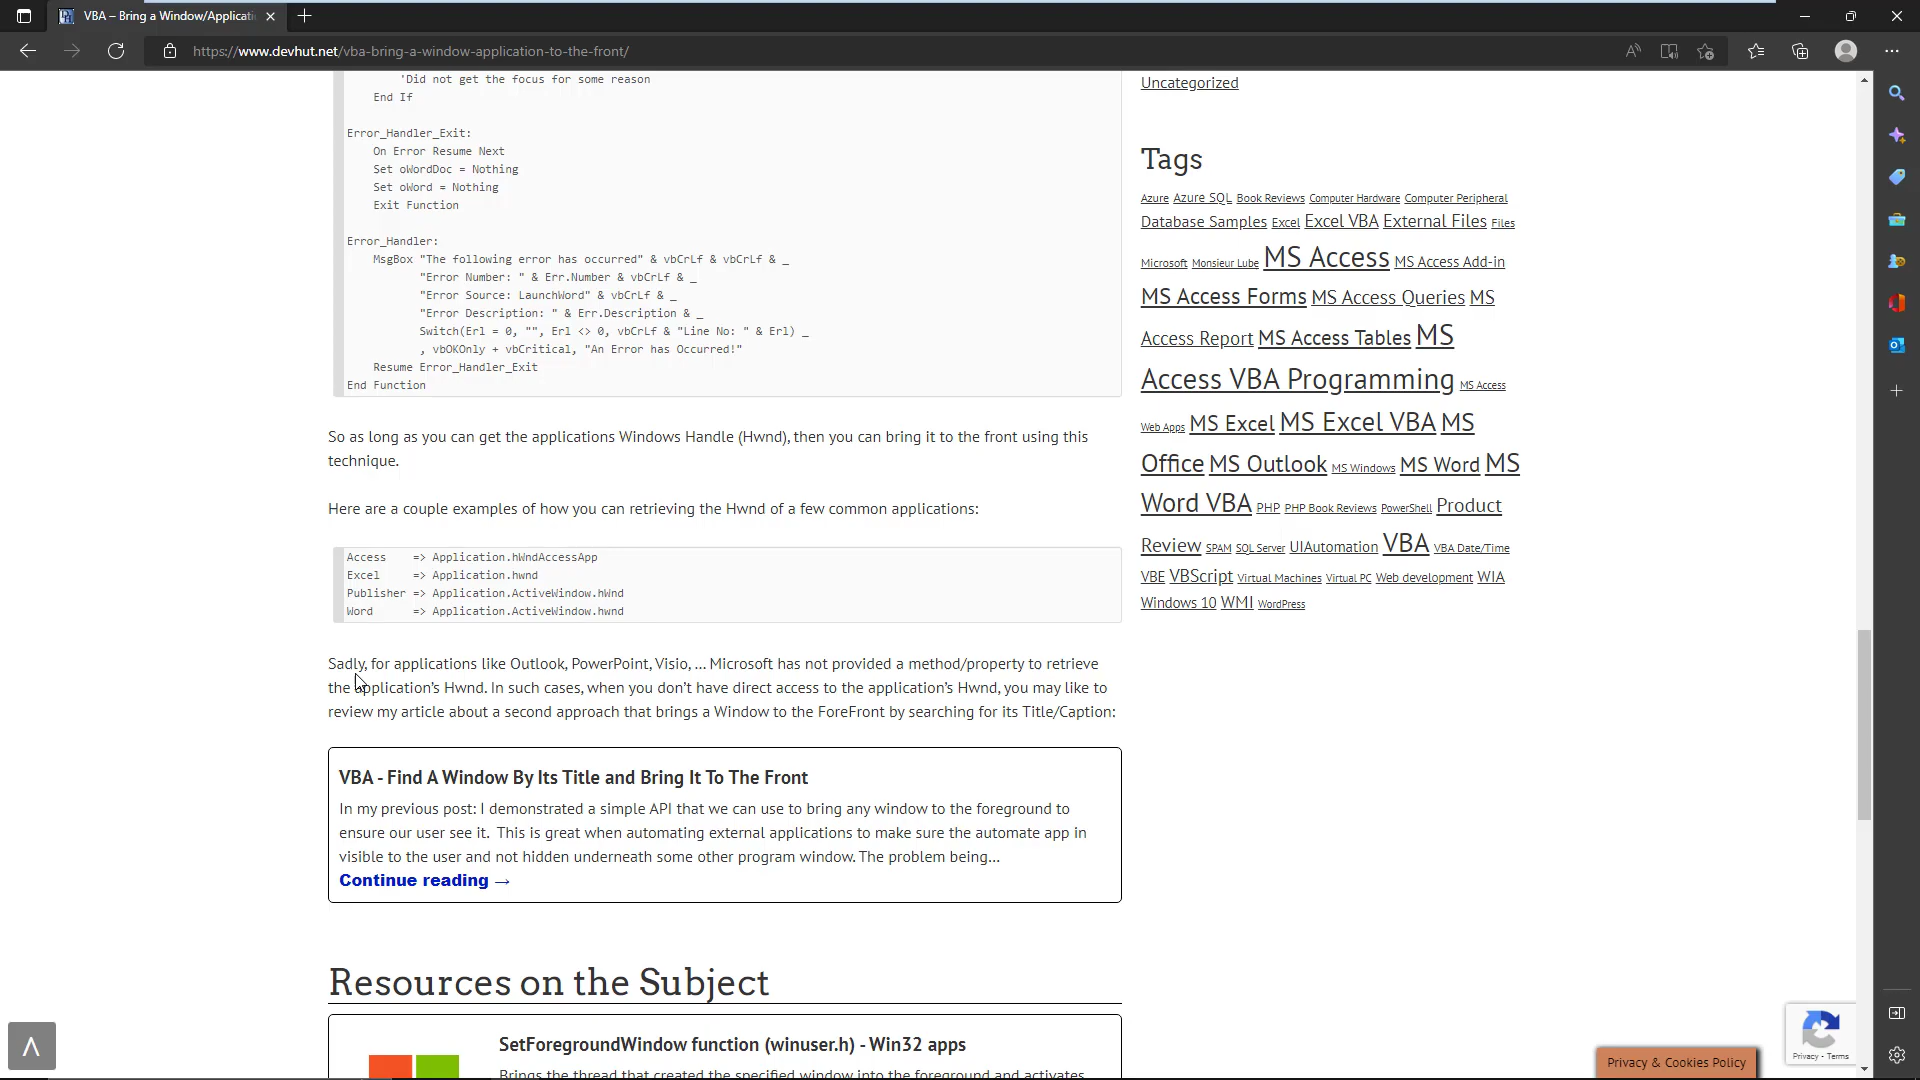 VBA – Bring a Window/Applicati
https://www.devhut.net/vba-bring-a-window-application-to-the-front/
'Did not get the focus for some reason
End If
Error_Handler_Exit:
On Error Resume Next
Set oWordDoc = Nothing
Set oWord = Nothing
Exit Function
Error_Handler:
MsgBox "The following error has occurred" & vbCrLf & vbCrLf & _
"Error Number: " & Err.Number & vbCrLf & _
"Error Source: LaunchWord" & vbCrLf & _
"Error Description: " & Err.Description & _
Switch(Erl = 0, "", Erl <> 0, vbCrLf & "Line No: " & Erl) _
, vbOKOnly + vbCritical, "An Error has Occurred!"
Resume Error_Handler_Exit
End Function
So as long as you can get the applications Windows Handle (Hwnd), then you can bring it to the front using this
technique.
Here are a couple examples of how you can retrieving the Hwnd of a few common applications:
Access => Application.hWndAccessApp
Excel => Application.hwnd
Publisher => Application.ActiveWindow.hWnd
Word => Application.ActiveWindow.hwnd
Sadly, for applications like Outlook, PowerPoint, Visio, ... Microsoft has not provided a method/property to retrieve
the application's Hwnd. In such cases, when you don't have direct access to the application's Hwnd, you may like to
review my article about a second approach that brings a Window to the ForeFront by searching for its Title/Caption:
VBA - Find A Window By Its Title and Bring It To The Front
In my previous post: I demonstrated a simple API that we can use to bring any window to the foreground to
ensure our user see it. This is great when automating external applications to make sure the automate app in
visible to the user and not hidden underneath some other program window. The problem being...
Continue reading →
Resources on the Subject
SetForegroundWindow function (winuser.h) - Win32 apps
Brings the thread that created the specified window into the foreground and activates
Uncategorized
Tags
Azure Azure SQL Book Reviews Computer Hardware Computer Peripheral
Database Samples Excel Excel VBA External Files Files
Microsoft Monsieur Lube MS Access MS Access Add-in
MS Access Forms MS Access Queries MS
Access Report MS Access Tables MS
Access VBA Programming MS Access
Web Apps MS Excel MS Excel VBA MS
Office MS Outlook MS Windows MS Word MS
Word VBA PHP PHP Book Reviews PowerShell Product
Review SPAM SQL Server UIAutomation VBA VBA Date/Time
VBE VBScript Virtual Machines Virtual PC Web development WIA
Windows 10 WMI WordPress
Privacy - Terms
Privacy & Cookies Policy